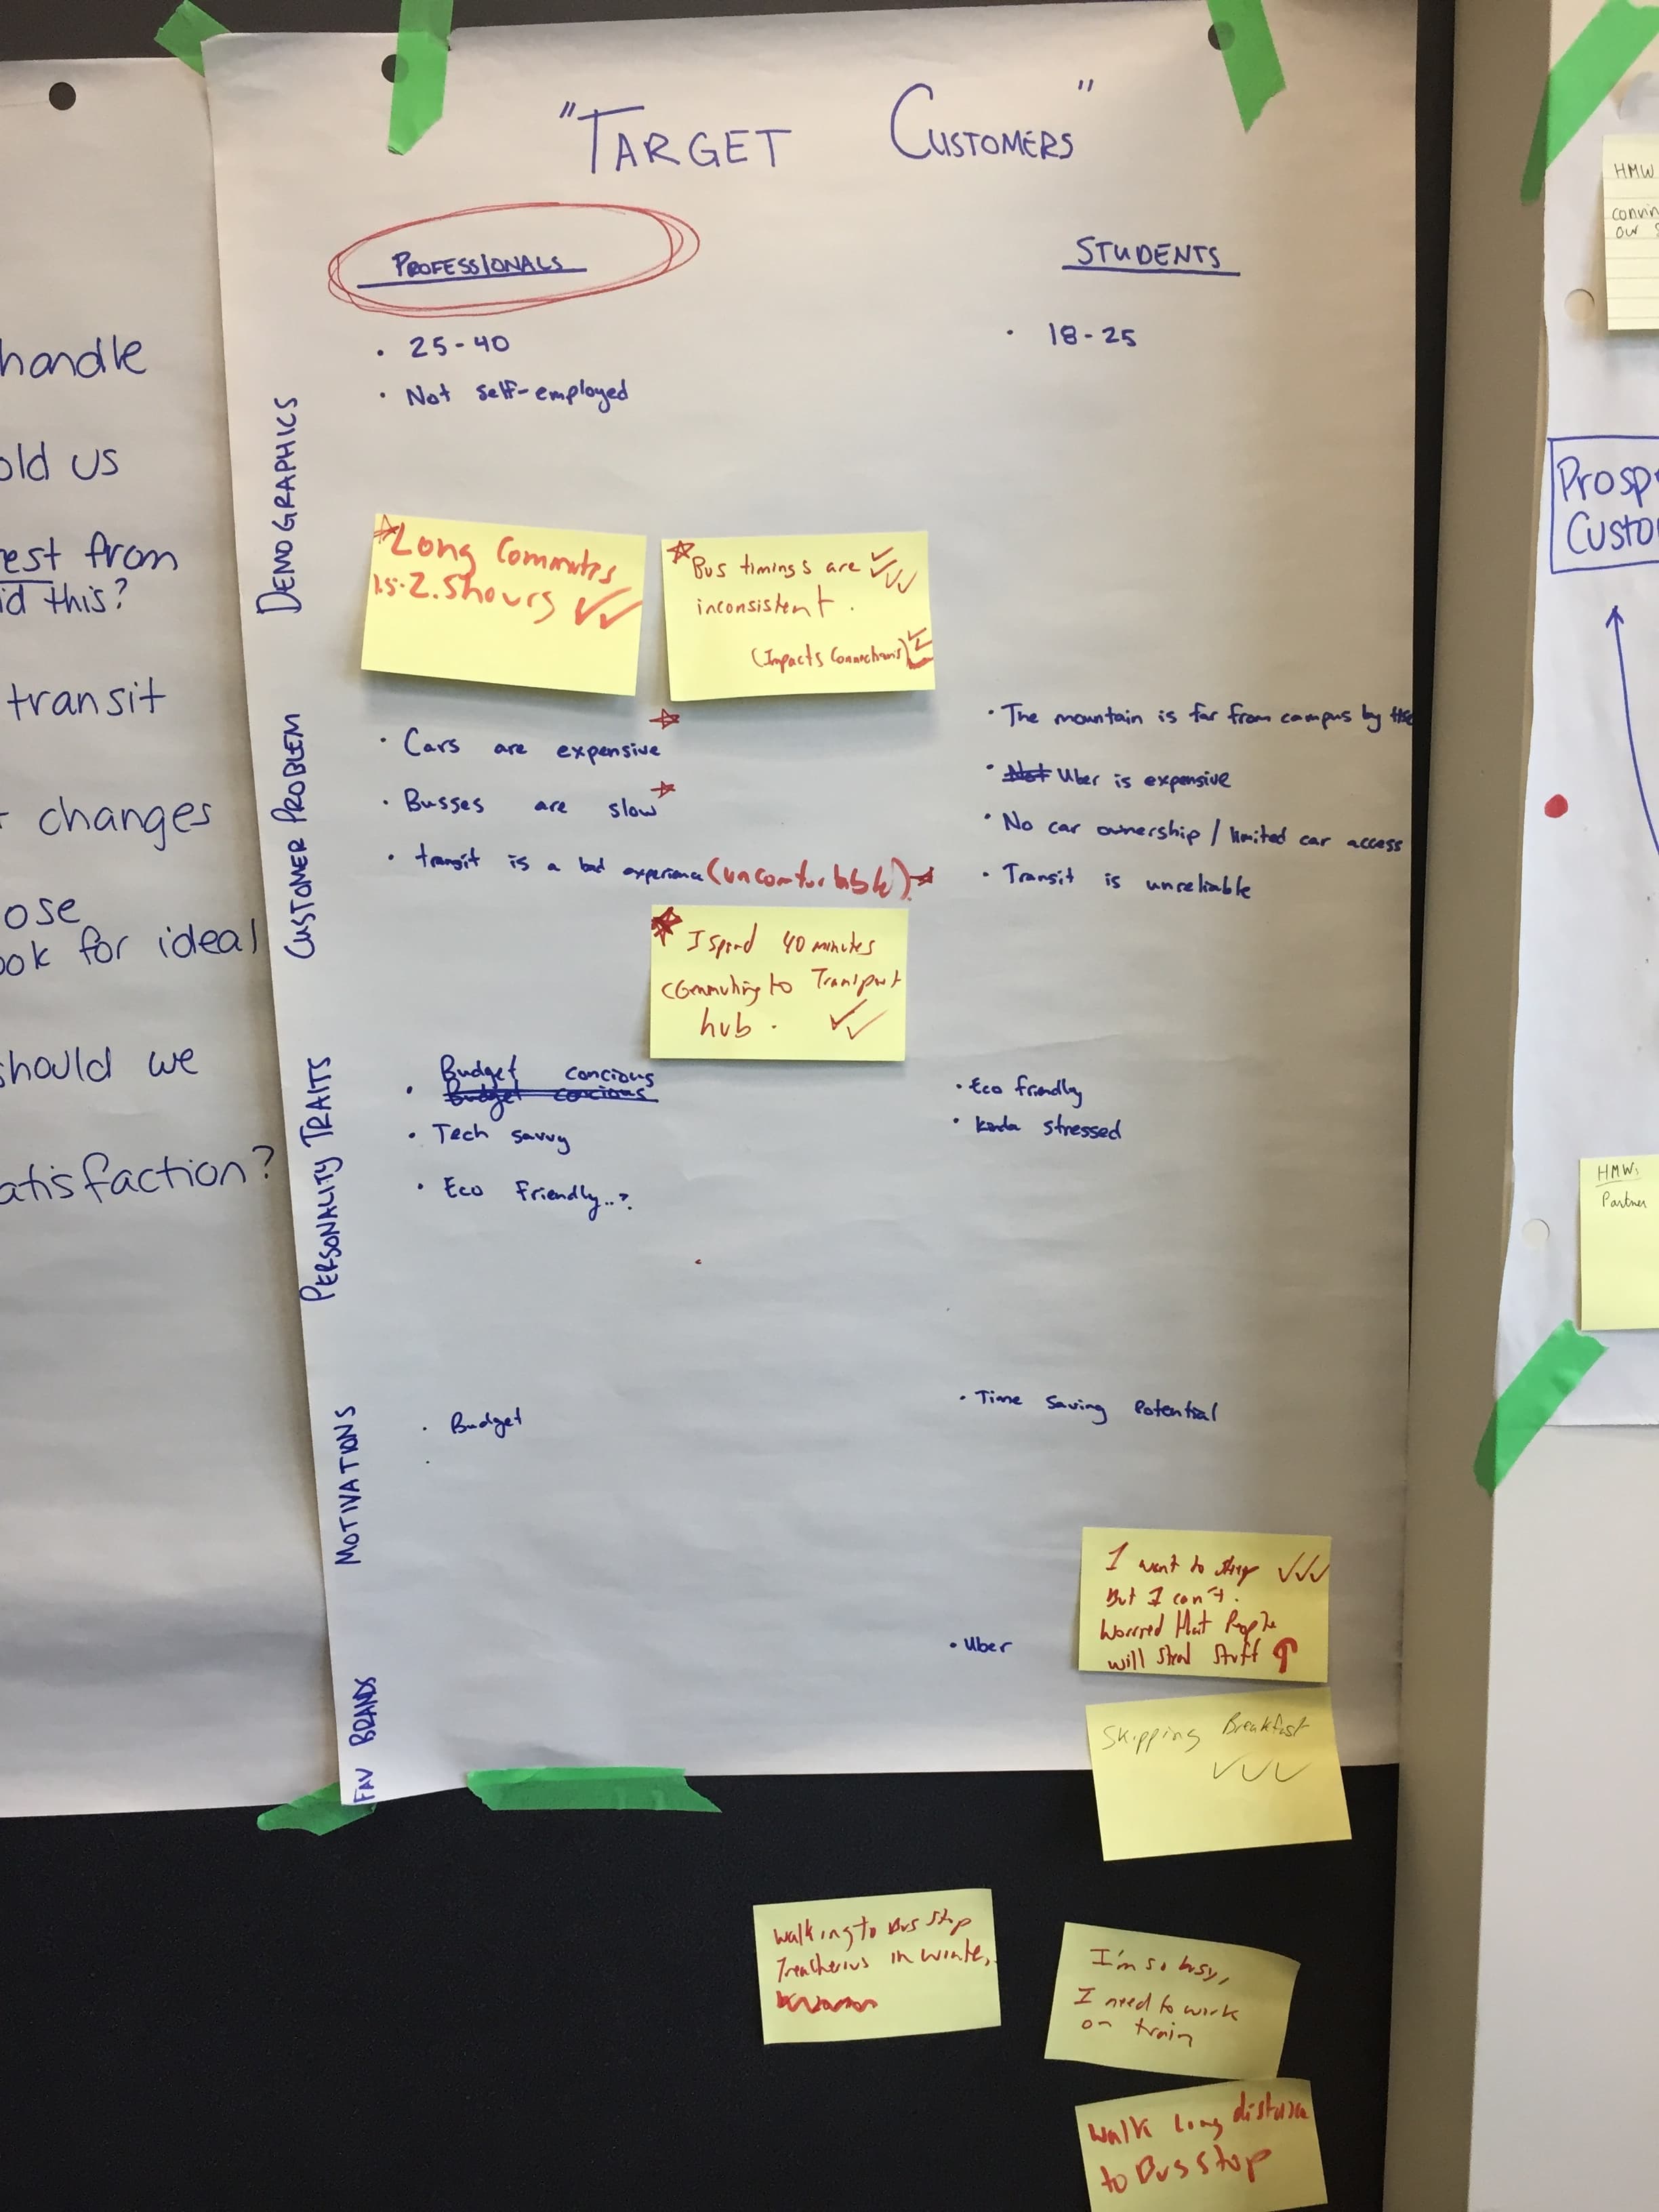 handle
old us
est from
id this?
transit
changes
ose
ook for ideal
should we
atisfaction?
"TARGET CUSTOMERS"
PROFESSIONALS
STUDENTS
DEMOGRAPHICS
• 25-40
• Not self-employed
• 18-25
Long Commutes
1.5-2.5hours
Bus timings are
inconsistent.
(Impacts Connections)
CUSTOMER PROBLEM
• Cars are expensive
• Busses are slow
• transit is a bad experience (uncomfortable)
• The mountain is far from campus by
• Not Uber is expensive
• No car ownership / limited car access
• Transit is unreliable
I spend 40 minutes
commuting to Transport
hub.
PERSONALITY TRAITS
• Budget concious
Budget concious
• Tech savvy
• Eco friendly..?
• Eco friendly
• kinda stressed
MOTIVATIONS
• Budget
• Time Saving Potential
FAV BRANDS
• Uber
I want to sleep
But I can't.
Worried that People
will steal stuff
Skipping Breakfast
walking to Bus Stop
Treacherous in winter
I'm so busy,
I need to work
on train
Walk long distance
to Bus stop
HMW
convin
our s
Prosp
Custo
HMW:
Partner